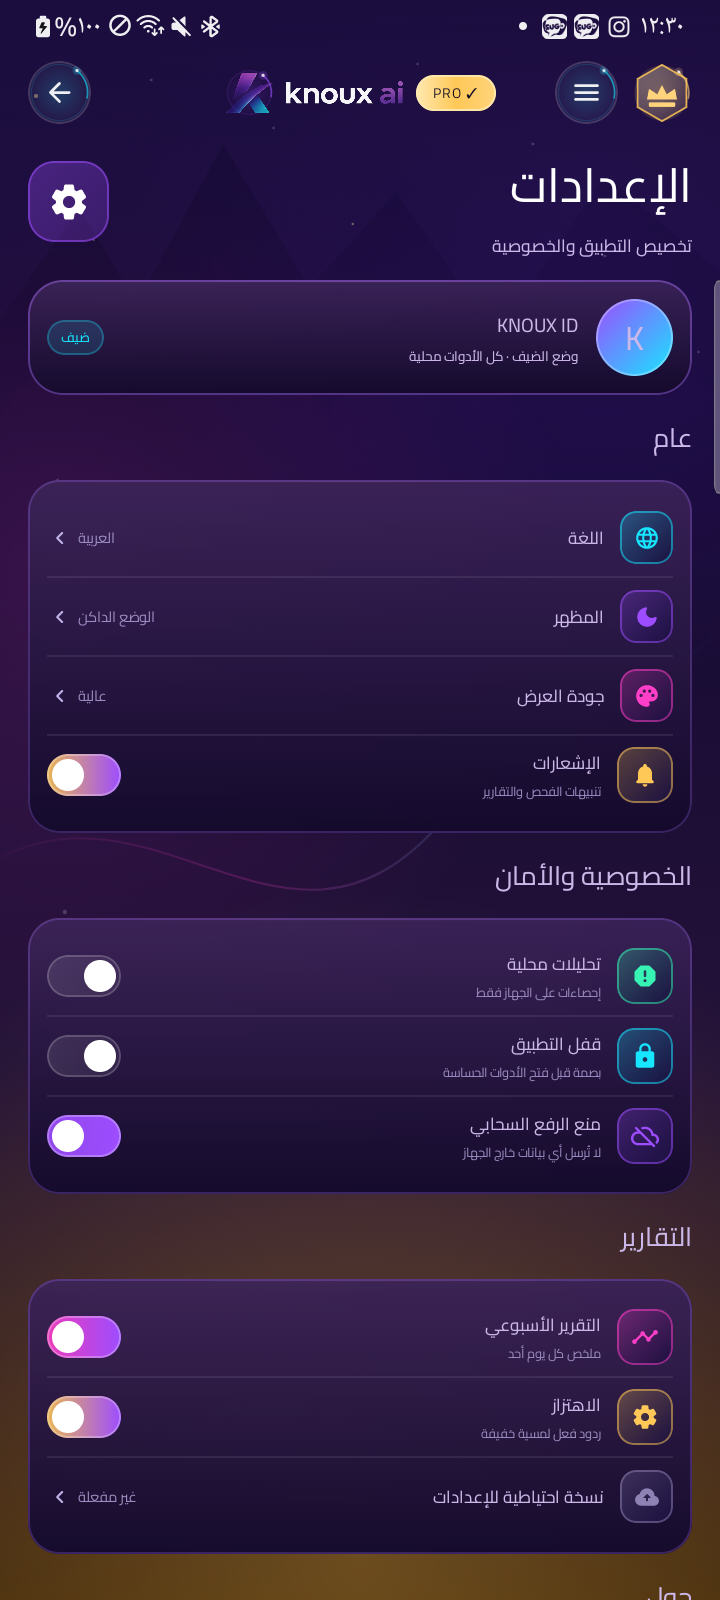 ١٢:٣٠
%١٠٠
knoux ai
PRO ✓
الإعدادات
تخصيص التطبيق والخصوصية
K
KNOUX ID
وضع الضيف · كل الأدوات محلية
ضيف
عام
اللغة
العربية
المظهر
الوضع الداكن
جودة العرض
عالية
الإشعارات
تنبيهات الفحص والتقارير
الخصوصية والأمان
تحليلات محلية
إحصاءات على الجهاز فقط
قفل التطبيق
بصمة قبل فتح الأدوات الحساسة
منع الرفع السحابي
لا تُرسل أي بيانات خارج الجهاز
التقارير
التقرير الأسبوعي
ملخص كل يوم أحد
الاهتزاز
ردود فعل لمسية خفيفة
نسخة احتياطية للإعدادات
غير مفعلة